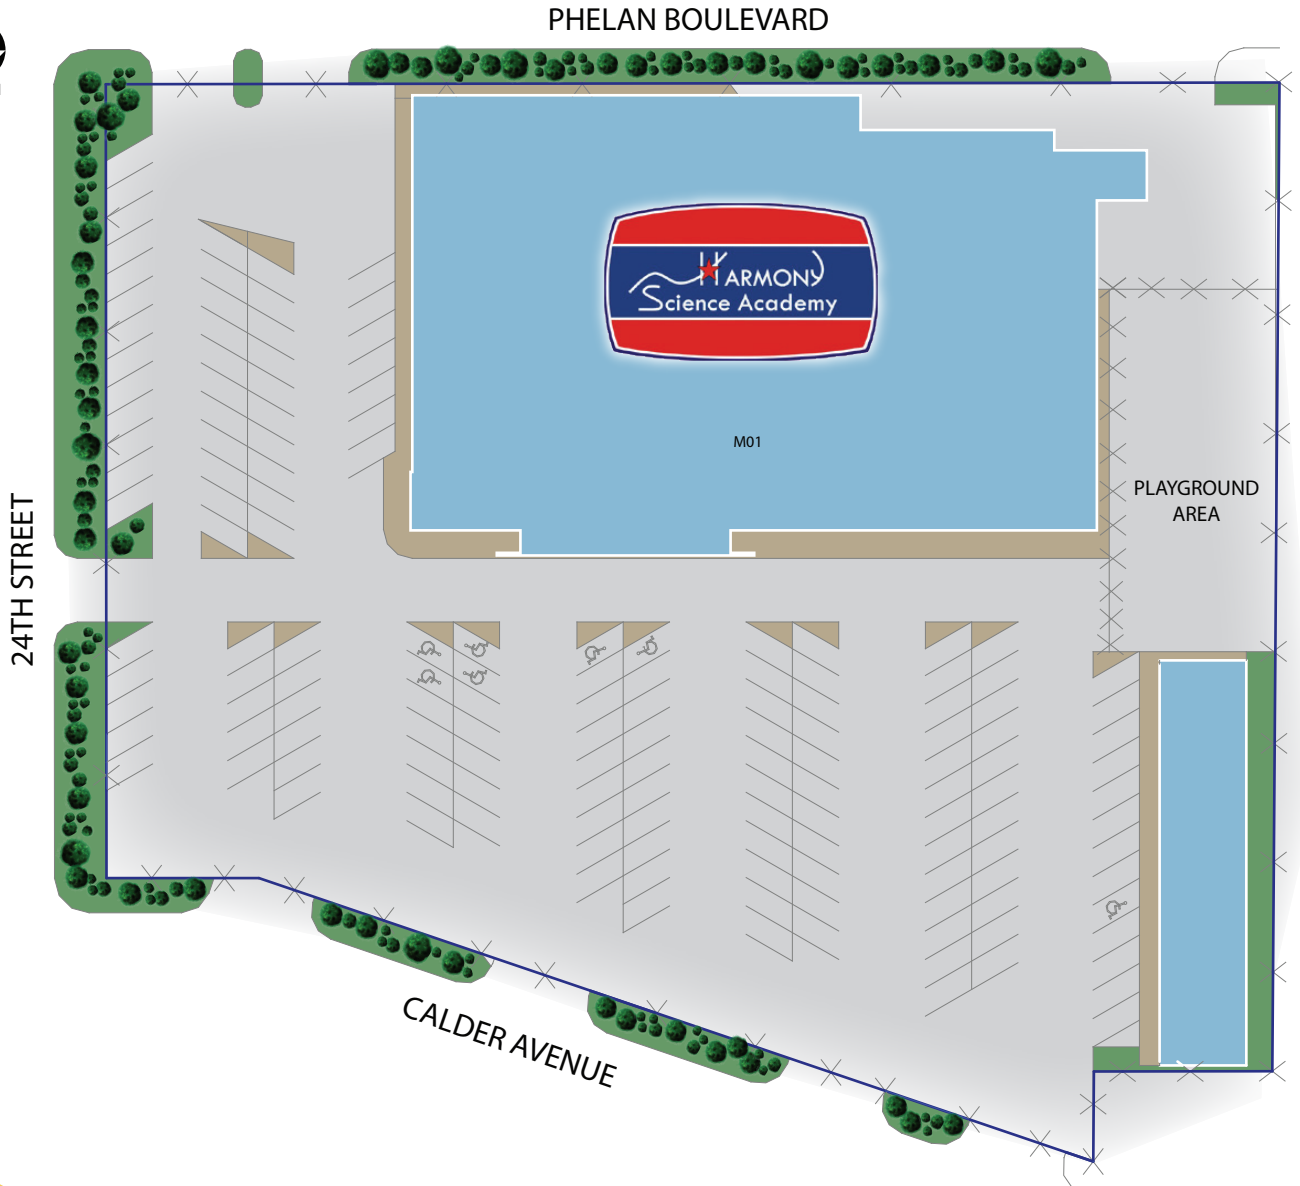 PHELAN BOULEVARD
HARMONY
Science Academy
M01
PLAYGROUND
AREA
24TH STREET
CALDER AVENUE